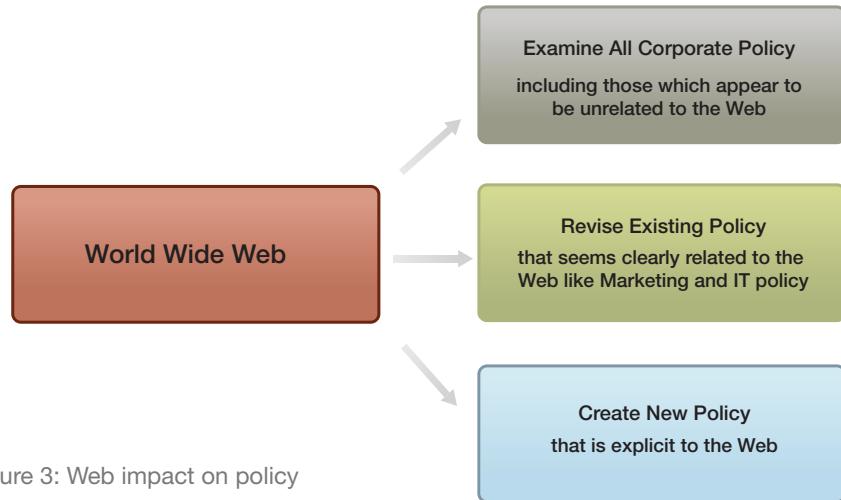 Examine All Corporate Policy
including those which appear to
be unrelated to the Web
World Wide Web
Revise Existing Policy
that seems clearly related to the
Web like Marketing and IT policy
Create New Policy
that is explicit to the Web
ure 3: Web impact on policy